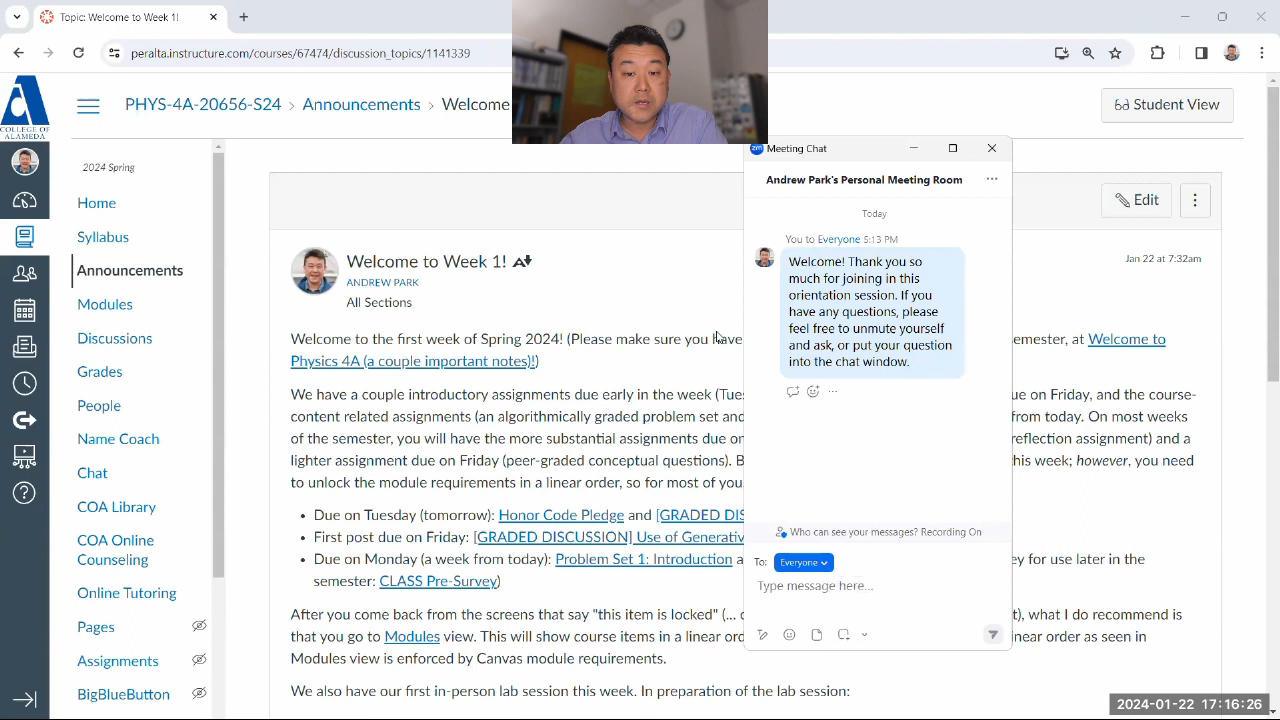 Topic: Welcome to Week 1!
peralta.instructure.com/courses/67474/discussion_topics/1141339
COLLEGE OF
ALAMEDA
PHYS-4A-20656-S24 > Announcements > Welcome
Student View
2024 Spring
Home
Syllabus
Announcements
Modules
Discussions
Grades
People
Name Coach
Chat
COA Library
COA Online
Counseling
Online Tutoring
Pages
Assignments
BigBlueButton
Edit
Welcome to Week 1!
ANDREW PARK
All Sections
Jan 22 at 7:32am
Welcome to the first week of Spring 2024! (Please make sure you have semester, at Welcome to
Physics 4A (a couple important notes)!)
We have a couple introductory assignments due early in the week (Tues ue on Friday, and the course-
content related assignments (an algorithmically graded problem set and from today. On most weeks
of the semester, you will have the more substantial assignments due on reflection assignment) and a
lighter assignment due on Friday (peer-graded conceptual questions). B his week; however, you need
to unlock the module requirements in a linear order, so for most of you
• Due on Tuesday (tomorrow): Honor Code Pledge and [GRADED DIS
• First post due on Friday: [GRADED DISCUSSION] Use of Generativ
• Due on Monday (a week from today): Problem Set 1: Introduction a ey for use later in the
semester: CLASS Pre-Survey)
After you come back from the screens that say "this item is locked" (... o t), what I do recommend is
that you go to Modules view. This will show course items in a linear ord near order as seen in
Modules view is enforced by Canvas module requirements.
We also have our first in-person lab session this week. In preparation of the lab session:
zm Meeting Chat
Andrew Park's Personal Meeting Room
Today
You to Everyone 5:13 PM
Welcome! Thank you so
much for joining in this
orientation session. If you
have any questions, please
feel free to unmute yourself
and ask, or put your question
into the chat window.
Who can see your messages? Recording On
To: Everyone
Type message here...
2024-01-22 17:16:26